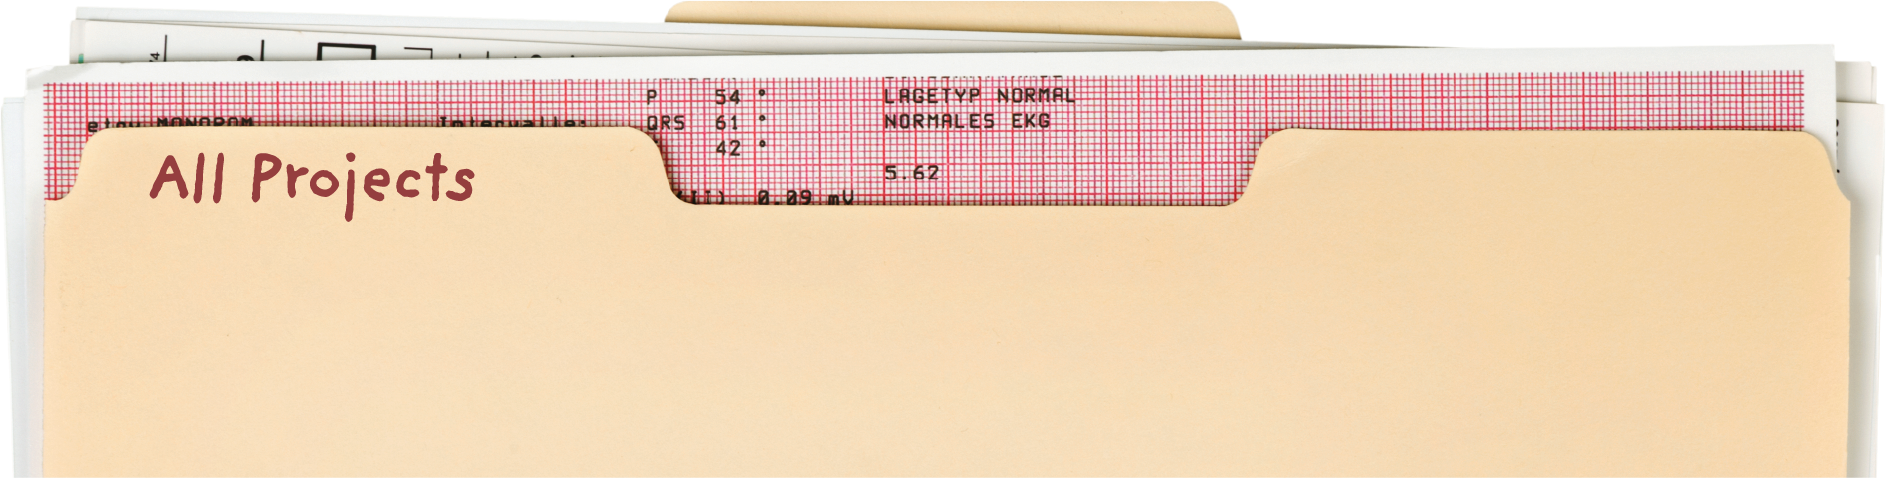 P 54 °
LAGETYP NORMAL
QRS 61 °
NORMALES EKG
42 °
5.62
0.09 mV
All Projects